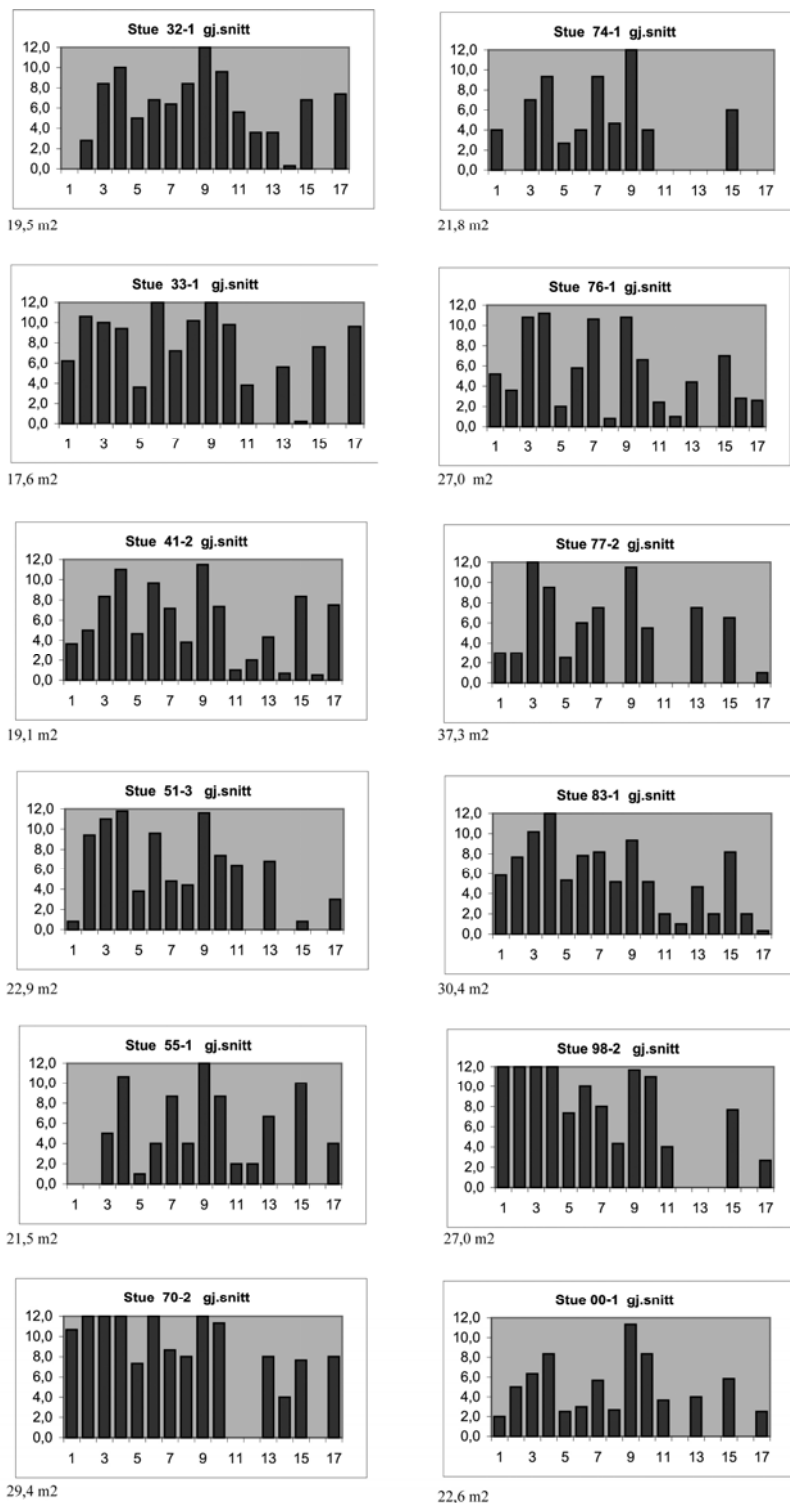 Stue 32-1 gj.snitt
12,0
10,0
8,0
6,0
4,0
2,0
0,0
1 3 5 7 9 11 13 15 17
19,5 m2
Stue 33-1 gj.snitt
12,0
10,0
8,0
6,0
4,0
2,0
0,0
1 3 5 7 9 11 13 15 17
17,6 m2
Stue 41-2 gj.snitt
12,0
10,0
8,0
6,0
4,0
2,0
0,0
1 3 5 7 9 11 13 15 17
19,1 m2
Stue 51-3 gj.snitt
12,0
10,0
8,0
6,0
4,0
2,0
0,0
1 3 5 7 9 11 13 15 17
22,9 m2
Stue 55-1 gj.snitt
12,0
10,0
8,0
6,0
4,0
2,0
0,0
1 3 5 7 9 11 13 15 17
21,5 m2
Stue 70-2 gj.snitt
12,0
10,0
8,0
6,0
4,0
2,0
0,0
1 3 5 7 9 11 13 15 17
29,4 m2
Stue 74-1 gj.snitt
12,0
10,0
8,0
6,0
4,0
2,0
0,0
1 3 5 7 9 11 13 15 17
21,8 m2
Stue 76-1 gj.snitt
12,0
10,0
8,0
6,0
4,0
2,0
0,0
1 3 5 7 9 11 13 15 17
27,0 m2
Stue 77-2 gj.snitt
12,0
10,0
8,0
6,0
4,0
2,0
0,0
1 3 5 7 9 11 13 15 17
37,3 m2
Stue 83-1 gj.snitt
12,0
10,0
8,0
6,0
4,0
2,0
0,0
1 3 5 7 9 11 13 15 17
30,4 m2
Stue 98-2 gj.snitt
12,0
10,0
8,0
6,0
4,0
2,0
0,0
1 3 5 7 9 11 13 15 17
27,0 m2
Stue 00-1 gj.snitt
12,0
10,0
8,0
6,0
4,0
2,0
0,0
1 3 5 7 9 11 13 15 17
22,6 m2